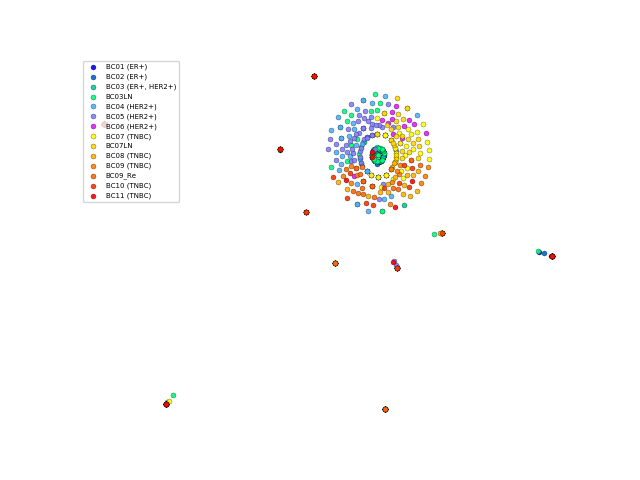 BC01 (ER+)
BC02 (ER+)
BC03 (ER+, HER2+)
BC03LN
BC04 (HER2+)
BC05 (HER2+)
BC06 (HER2+)
BC07 (TNBC)
BC07LN
BC08 (TNBC)
BC09 (TNBC)
BC09_Re
BC10 (TNBC)
BC11 (TNBC)